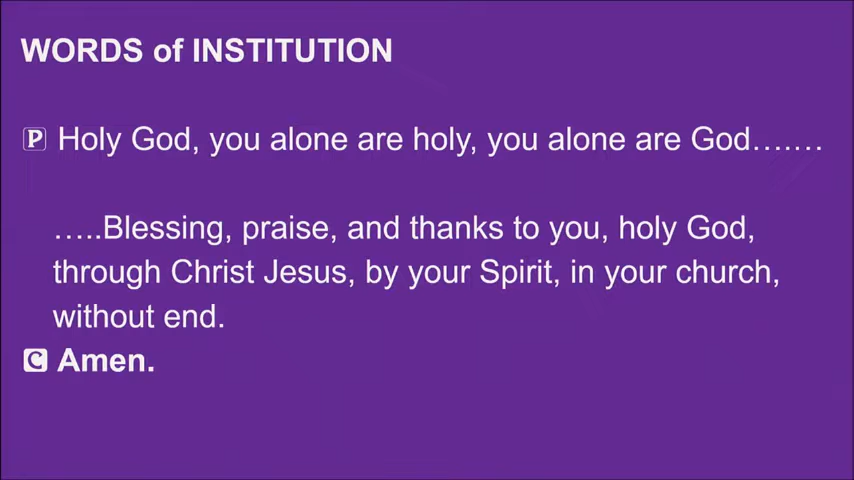 WORDS of INSTITUTION
P Holy God, you alone are holy, you alone are God…….…
…..Blessing, praise, and thanks to you, holy God,
through Christ Jesus, by your Spirit, in your church,
without end.
C Amen.